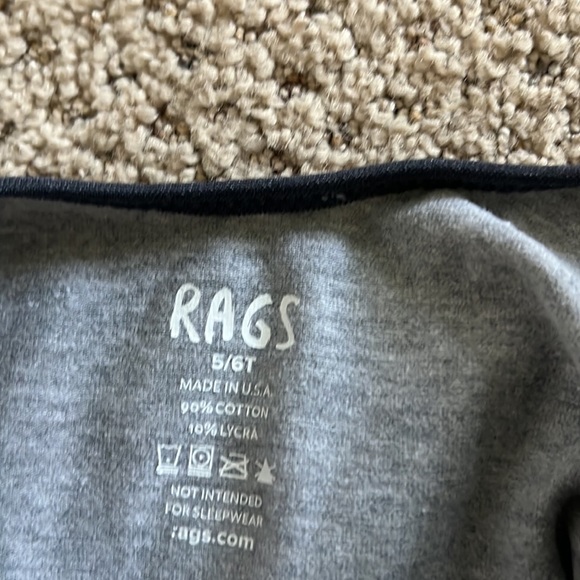 RAGS
5/6T
MADE IN U.S.A
90% COTTON
10% LYCRA
NOT INTENDED
FOR SLEEPWEAR
rags.com